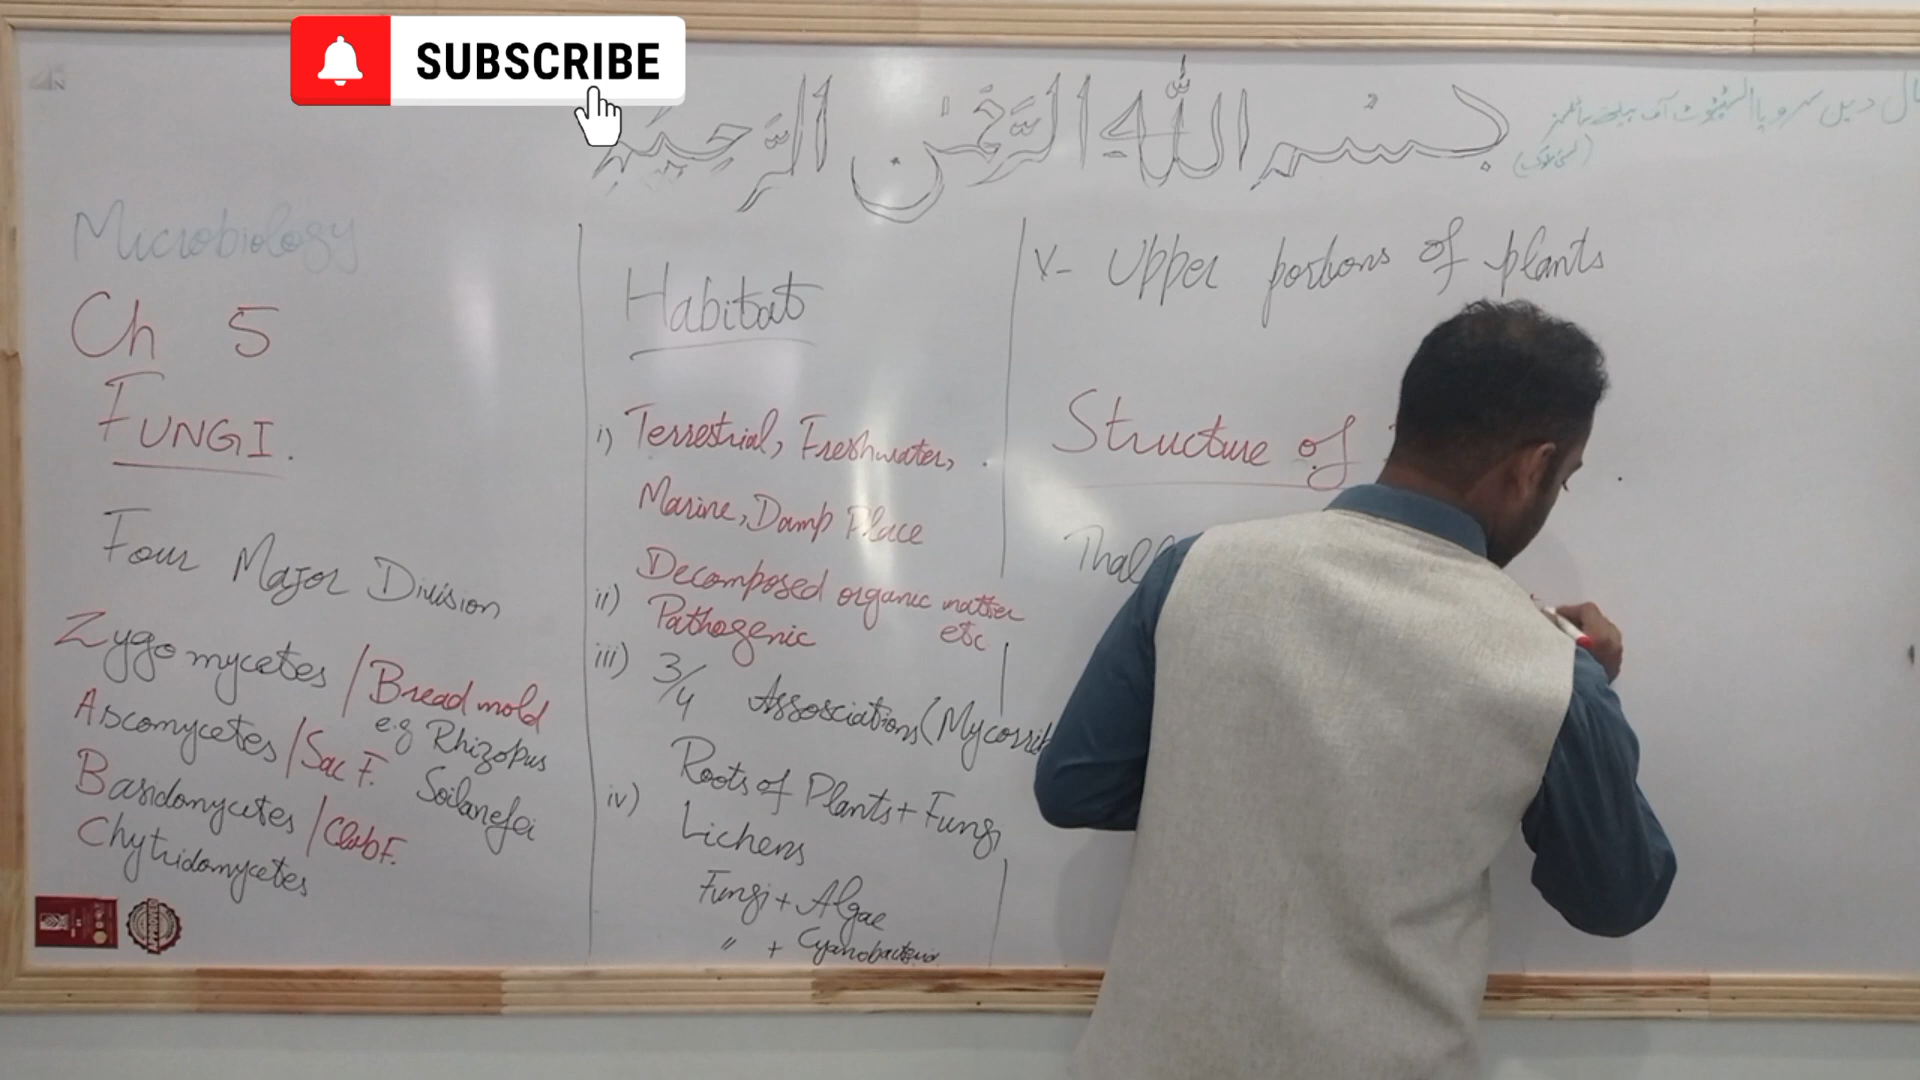 SUBSCRIBE
بسم اللہ الرحمن الرحیم
Microbiology
Ch 5
FUNGI.
Four Major Division
Zygomycetes / Bread mold
e.g Rhizopus
Ascomycetes / Sac F.
Basidomycetes / Club F.
Chytridomycetes
Habitat
i) Terrestrial, Freshwater,
Marine, Damp Place
Decomposed organic matter
etc
ii) Pathogenic
iii) 3/4 Associations (Mycorri
Roots of Plants + Fungi
iv) Lichens
Fungi + Algae
" + Cyanobacteria
V- Upper portions of plants
Structure of
Thall